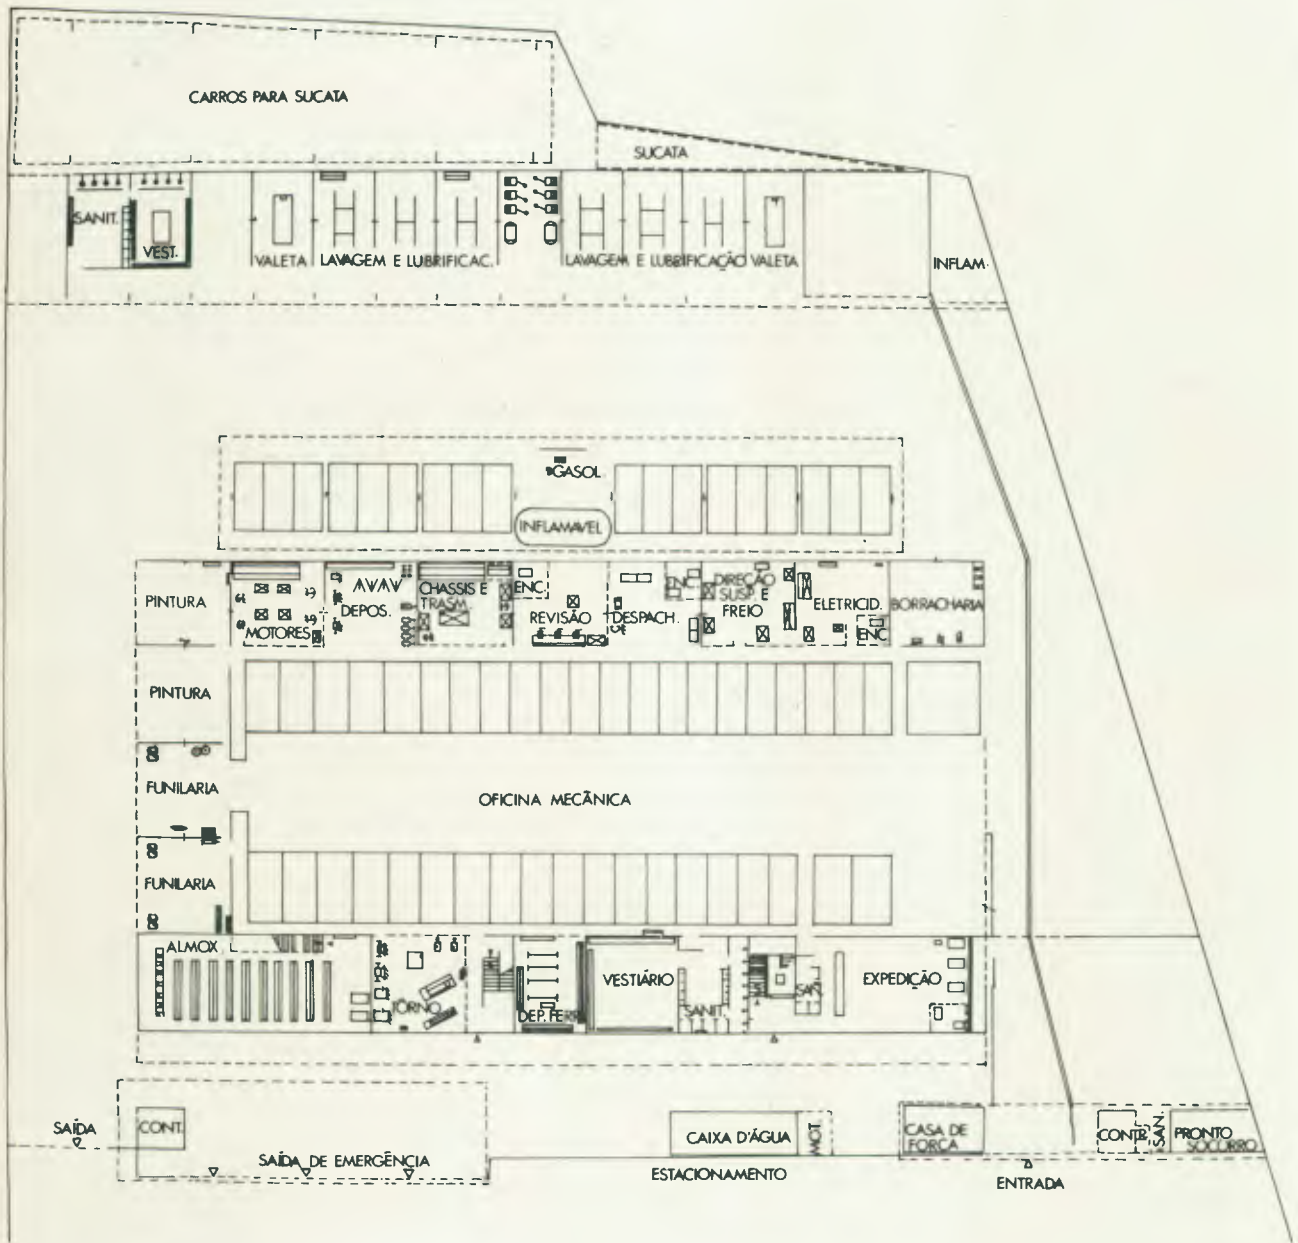 CARROS PARA SUCATA
SUCATA
SANIT.
VEST.
VALETA
LAVAGEM E LUBRIFICAC.
LAVAGEM E LUBRIFICAÇÃO
VALETA
INFLAM.
GASOL.
INFLAMAVEL
PINTURA
MOTORES
DEPOS.
CHASSIS E
TRASM.
ENC.
REVISÃO
DESPACH.
ENC.
DIREÇÃO
SUSP. E
FREIO
ELETRICID.
ENC.
BORRACHARIA
PINTURA
FUNILARIA
OFICINA MECÂNICA
FUNILARIA
ALMOX
TÔRNO
DEP. FERR.
VESTIÁRIO
SANIT.
SAN.
EXPEDIÇÃO
SAÍDA
CONT.
SAÍDA DE EMERGÊNCIA
CAIXA D'ÁGUA
MOT.
ESTACIONAMENTO
CASA DE
FORÇA
ENTRADA
CONTR.
SAN.
PRONTO
SOCORRO